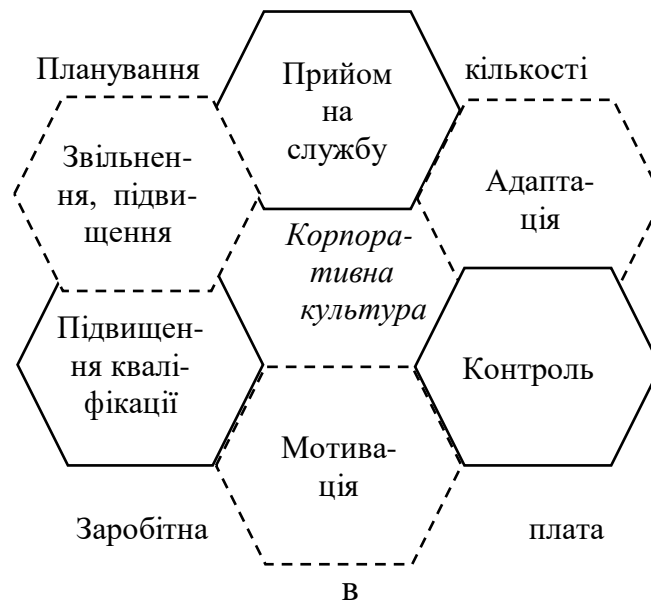 Планування
Прийом
на
службу
кількості
Звільнен-
ня, підви-
щення
Адапта-
ція
Корпора-
тивна
культура
Підвищен-
ня квалі-
фікації
Контроль
Мотива-
ція
Заробітна
плата
в